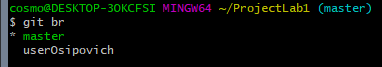 cosmo@DESKTOP-3OKCFSI MINGW64 ~/ProjectLab1 (master)
$ git br
* master
  userOsipovich